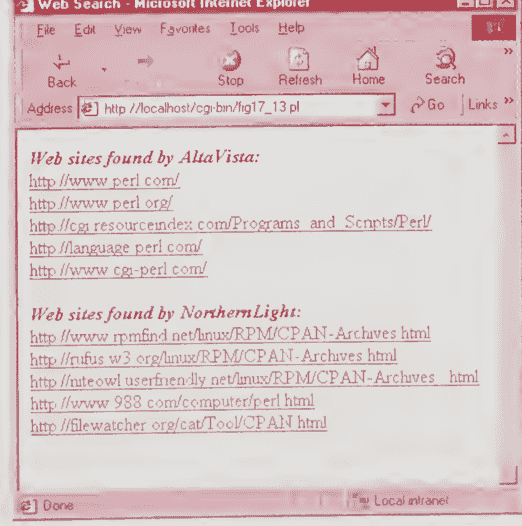 Web Search - Microsoft Internet Explorer
File Edit View Favorites Tools Help
Back Stop Refresh Home Search »
Address http //localhost/cgi-bin/fig17_13 pl Go Links »
Web sites found by AltaVista:
http //www perl com/
http //www perl org/
http //cgi resourceindex com/Programs_and_Scripts/Perl/
http //language perl com/
http //www cgi-perl com/
Web sites found by NorthernLight:
http //www rpmfind net/linux/RPM/CPAN-Archives html
http //rufus w3 org/linux/RPM/CPAN-Archives html
http //niteowl userfriendly net/linux/RPM/CPAN-Archives_ html
http //www 988 com/computer/perl html
http //filewatcher org/cat/Tool/CPAN html
Done Local intranet